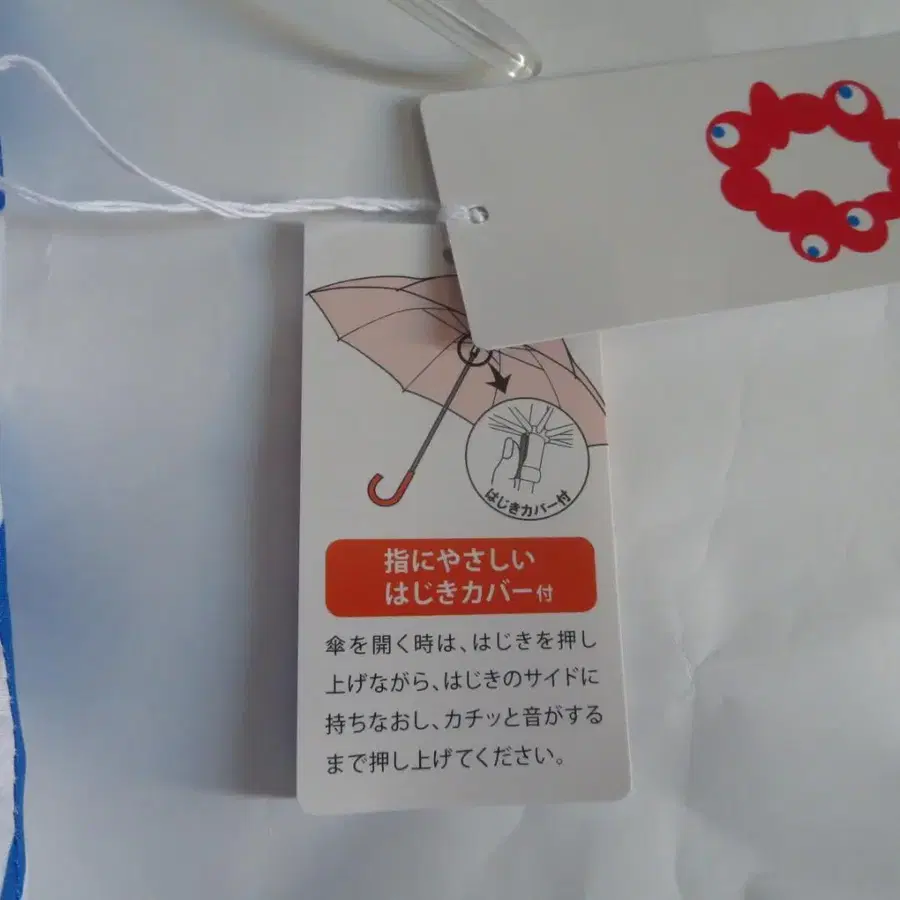 はじきカバー付
指にやさしい
はじきカバー付
傘を開く時は、はじきを押し
上げながら、はじきのサイドに
持ちなおし、カチッと音がする
まで押し上げてください。